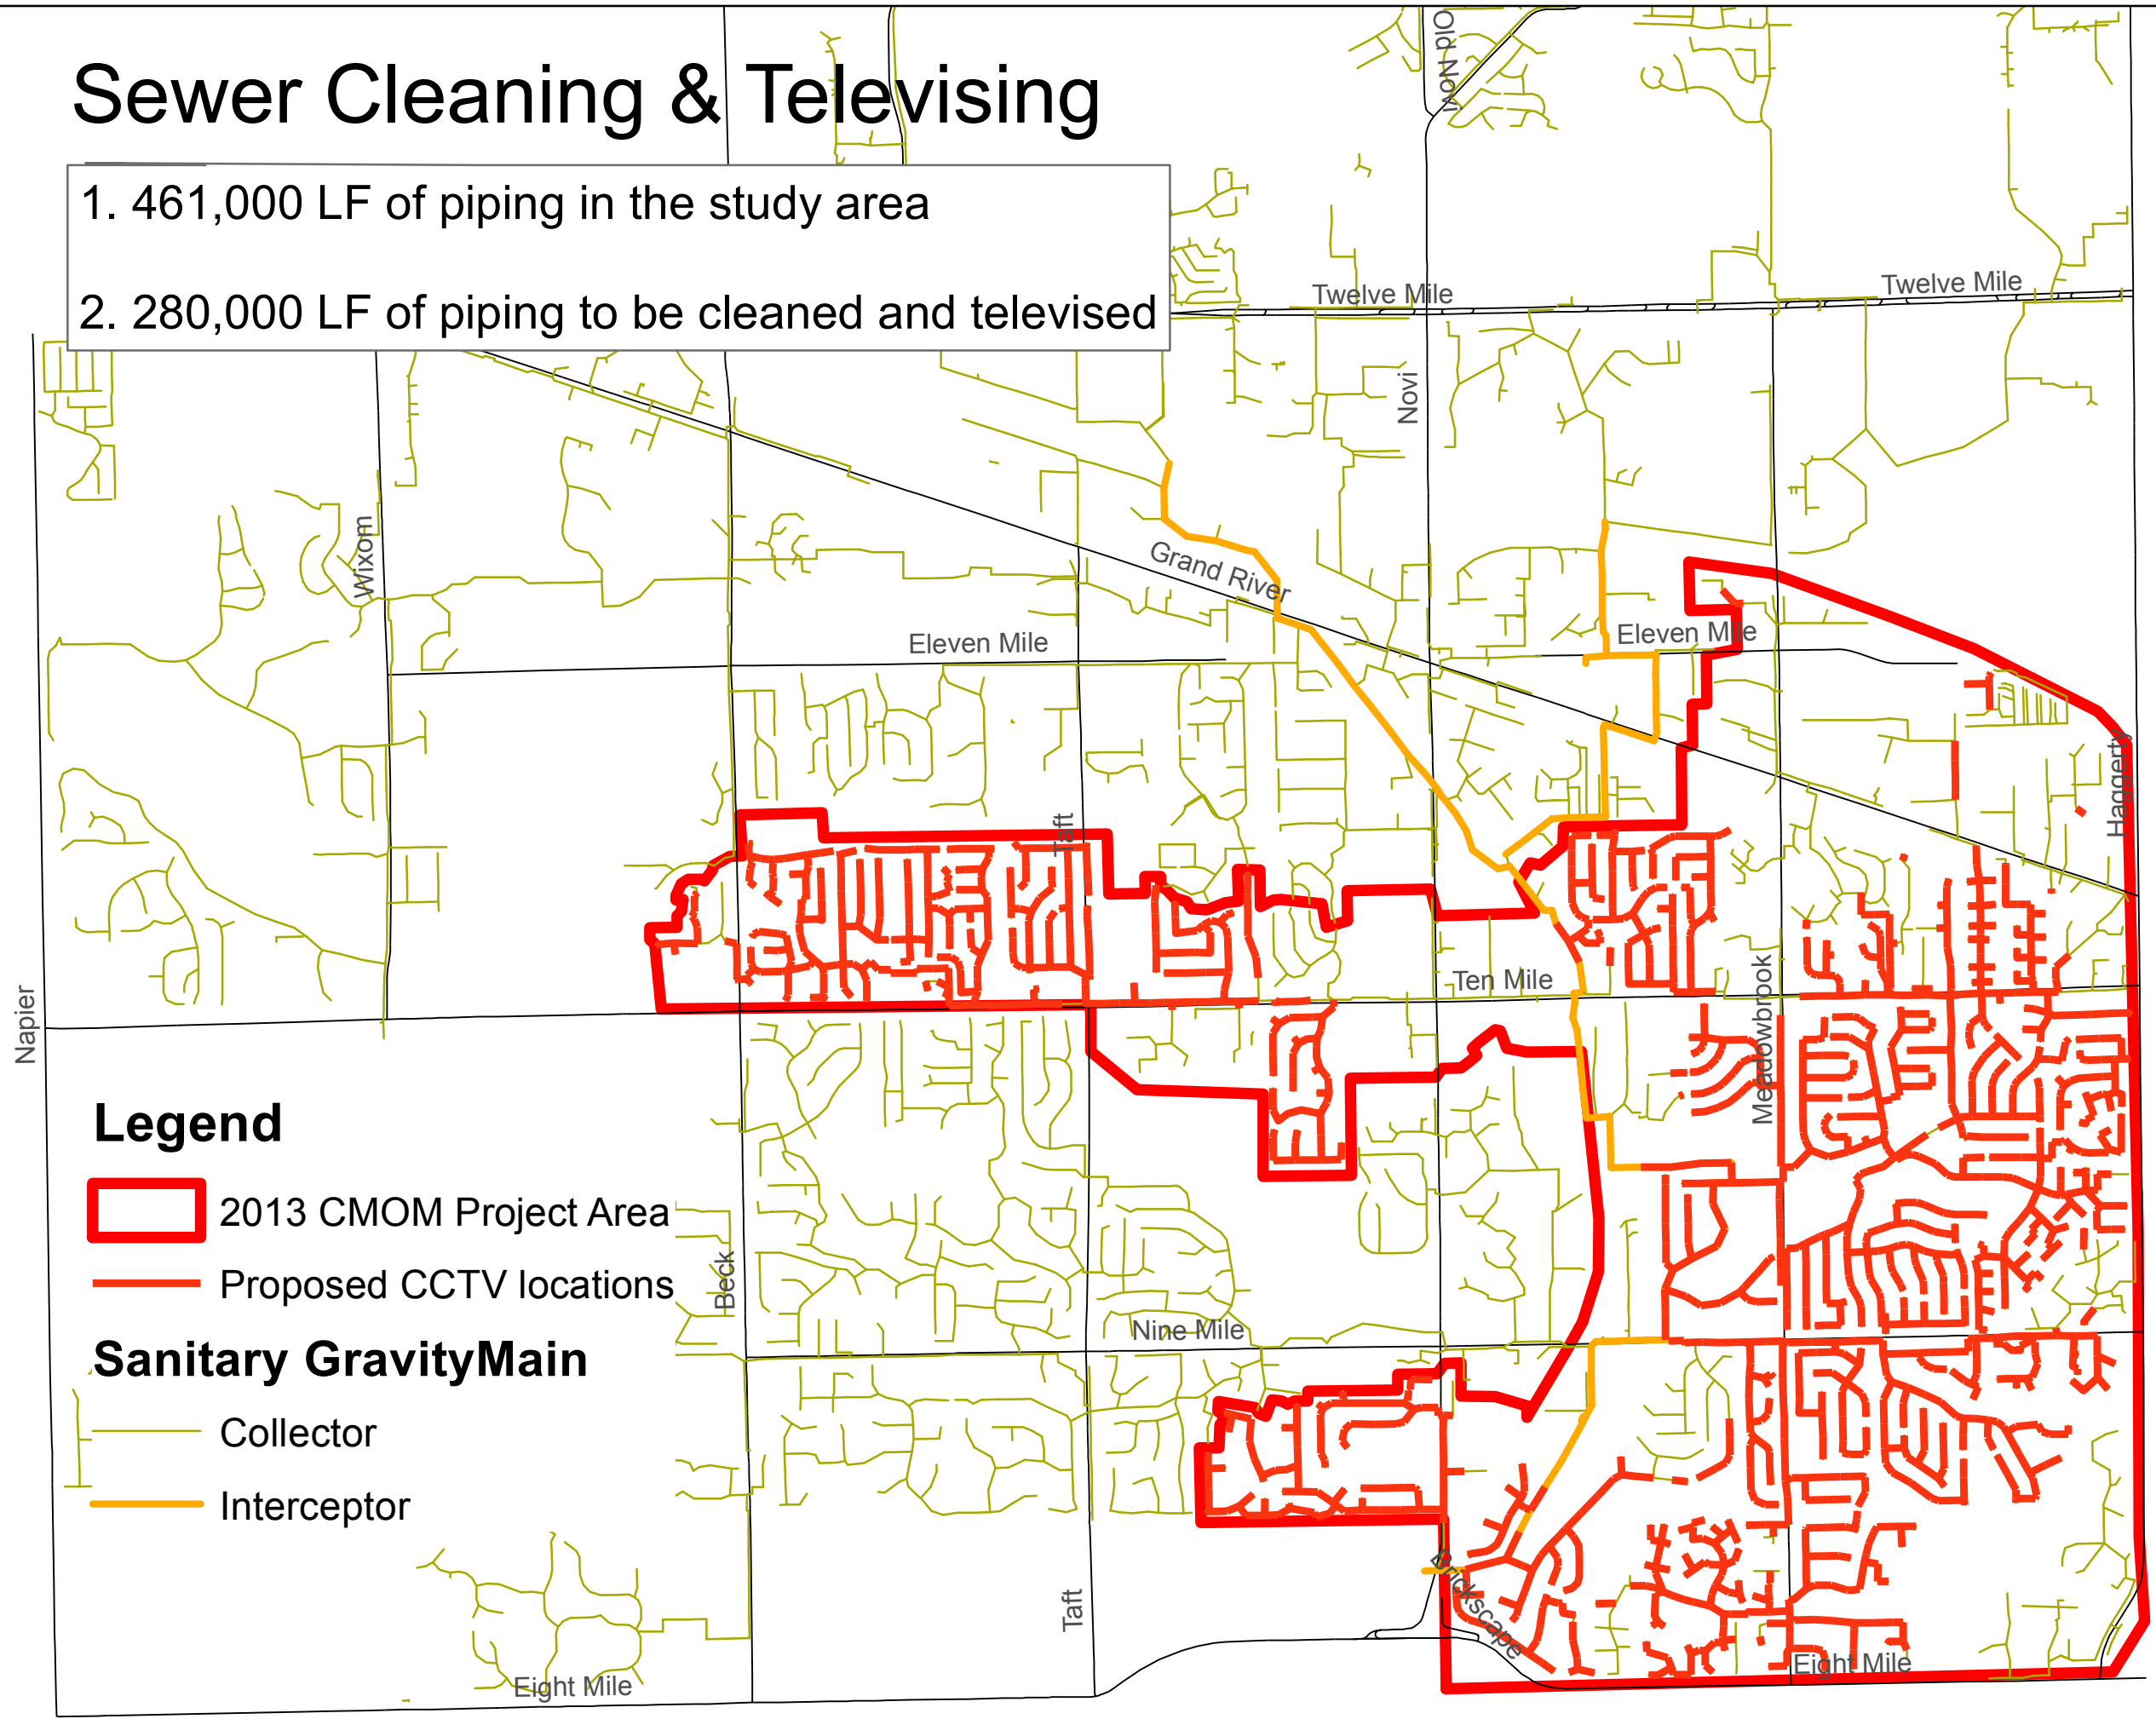 Sewer Cleaning & Televising
1. 461,000 LF of piping in the study area
2. 280,000 LF of piping to be cleaned and televised
Old Novi
Twelve Mile
Twelve Mile
Novi
Wixom
Grand River
Eleven Mile
Eleven Mile
Haggerty
Taft
Ten Mile
Meadowbrook
Napier
Legend
2013 CMOM Project Area
Proposed CCTV locations
Beck
Nine Mile
Sanitary GravityMain
Collector
Interceptor
Brickscape
Taft
Eight Mile
Eight Mile